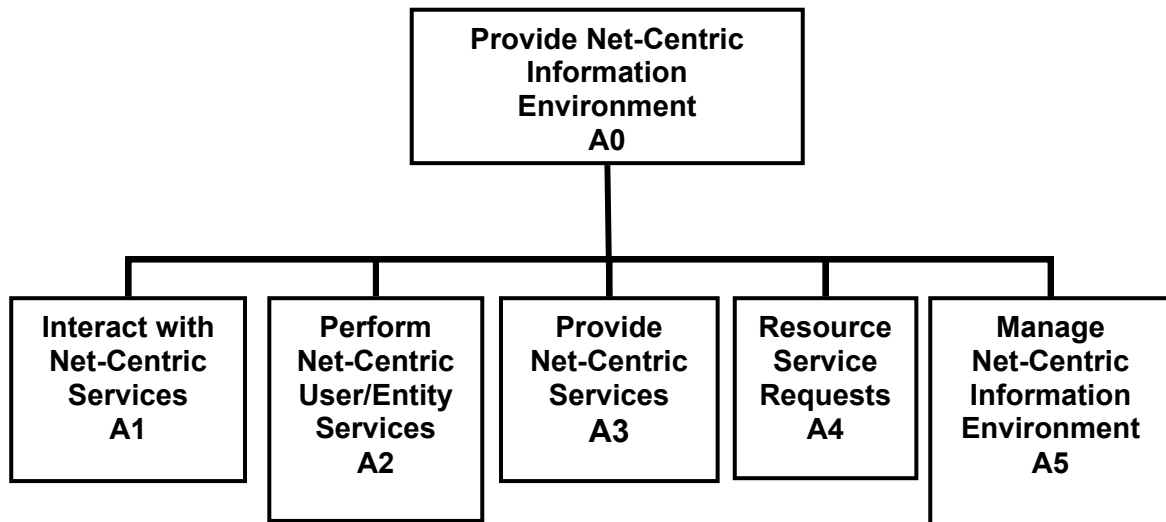 Provide Net-Centric
Information
Environment
A0
Interact with
Net-Centric
Services
A1
Perform
Net-Centric
User/Entity
Services
A2
Provide
Net-Centric
Services
A3
Resource
Service
Requests
A4
Manage
Net-Centric
Information
Environment
A5